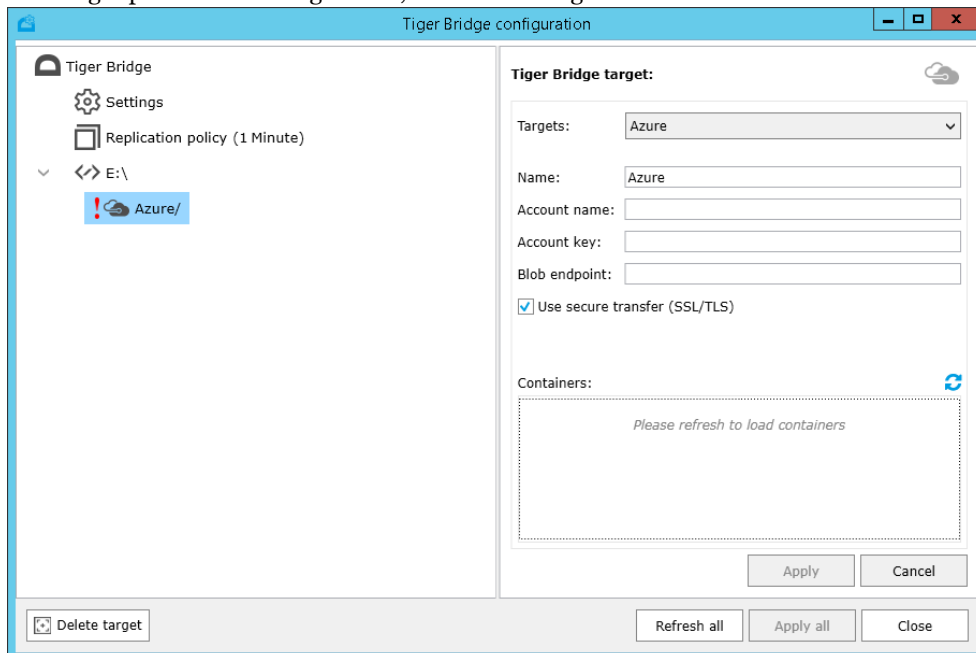 Tiger Bridge configuration
Tiger Bridge
Settings
Replication policy (1 Minute)
E:\
Azure/
Tiger Bridge target:
Targets: Azure
Name: Azure
Account name:
Account key:
Blob endpoint:
Use secure transfer (SSL/TLS)
Containers:
Please refresh to load containers
Apply Cancel
Delete target Refresh all Apply all Close